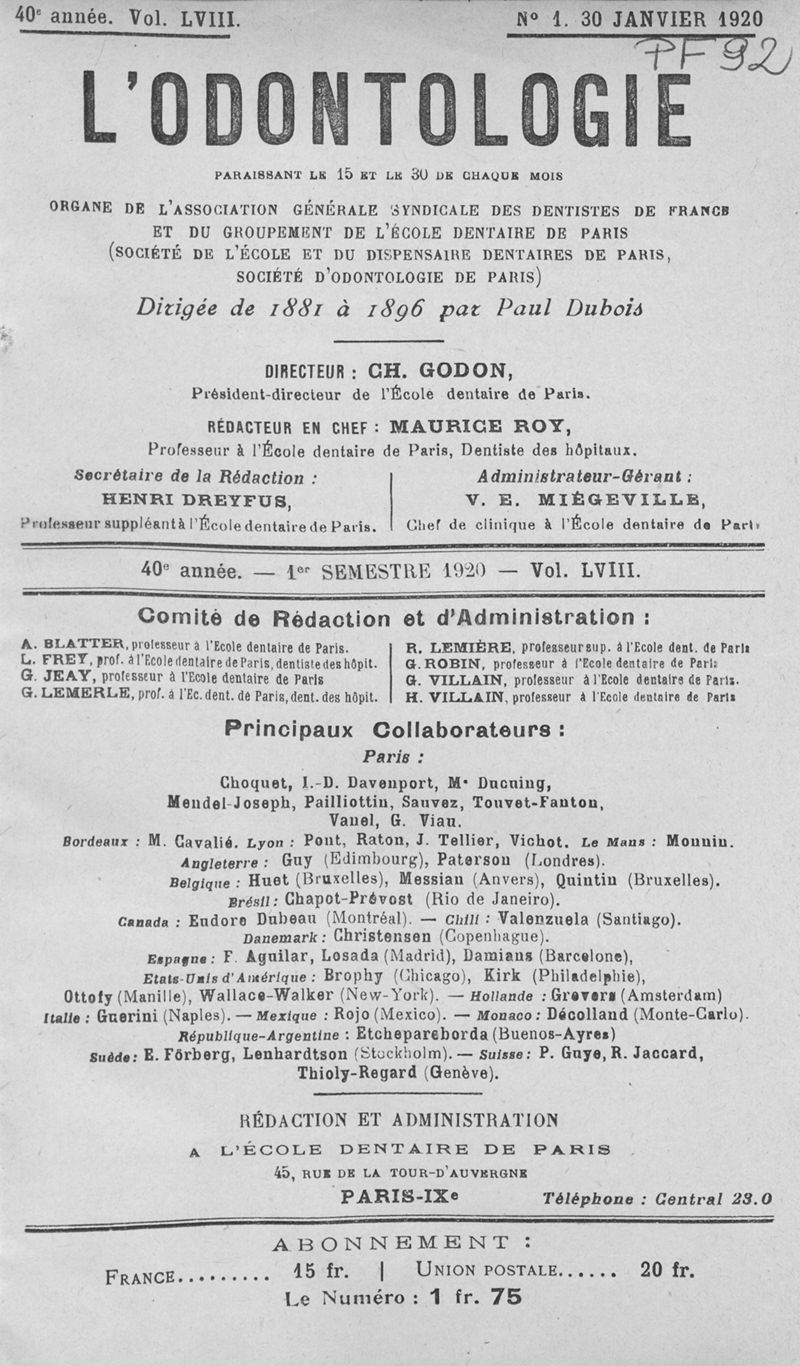 40e année. Vol. LVIII.
N° 1. 30 JANVIER 1920
PF 92
L'ODONTOLOGIE
PARAISSANT LE 15 ET LE 30 DE CHAQUE MOIS
ORGANE DE L'ASSOCIATION GÉNÉRALE SYNDICALE DES DENTISTES DE FRANCE
ET DU GROUPEMENT DE L'ÉCOLE DENTAIRE DE PARIS
(SOCIÉTÉ DE L'ÉCOLE ET DU DISPENSAIRE DENTAIRES DE PARIS,
SOCIÉTÉ D'ODONTOLOGIE DE PARIS)
Dirigée de 1881 à 1896 par Paul Dubois
DIRECTEUR : CH. GODON,
Président-directeur de l'École dentaire de Paris.
RÉDACTEUR EN CHEF : MAURICE ROY,
Professeur à l'École dentaire de Paris, Dentiste des hôpitaux.
Secrétaire de la Rédaction :
HENRI DREYFUS,
Professeur suppléant à l'École dentaire de Paris.
Administrateur-Gérant :
V. E. MIÉGEVILLE,
Chef de clinique à l'École dentaire de Paris
40e année. — 1er SEMESTRE 1920 — Vol. LVIII.
Comité de Rédaction et d'Administration :
A. BLATTER, professeur à l'Ecole dentaire de Paris.
L. FREY, prof. à l'Ecole dentaire de Paris, dentiste des hôpit.
G. JEAY, professeur à l'Ecole dentaire de Paris
G. LEMERLE, prof. à l'Ec. dent. de Paris, dent. des hôpit.
R. LEMIÈRE, professeur sup. à l'Ecole dent. de Paris
G. ROBIN, professeur à l'Ecole dentaire de Paris
G. VILLAIN, professeur à l'Ecole dentaire de Paris.
H. VILLAIN, professeur à l'Ecole dentaire de Paris
Principaux Collaborateurs :
Paris :
Choquet, I.-D. Davenport, Mc Dacning,
Mendel-Joseph, Pailliottin, Sauvez, Touvet-Fanton,
Vanel, G. Viau.
Bordeaux : M. Cavalié. Lyon : Pont, Raton, J. Tellier, Vichot. Le Mans : Monnin.
Angleterre : Guy (Edimbourg), Paterson (Londres).
Belgique : Huet (Bruxelles), Messian (Anvers), Quintin (Bruxelles).
Brésil : Chapot-Prévost (Rio de Janeiro).
Canada : Eudore Dubeau (Montréal). — Chili : Valenzuela (Santiago).
Danemark : Christensen (Copenhague).
Espagne : F. Aguilar, Losada (Madrid), Damians (Barcelone),
Etats-Unis d'Amérique : Brophy (Chicago), Kirk (Philadelphie),
Ottofy (Manille), Wallace-Walker (New-York). — Hollande : Grevers (Amsterdam)
Italie : Guerini (Naples). — Mexique : Rojo (Mexico). — Monaco : Décolland (Monte-Carlo).
République-Argentine : Etchepareborda (Buenos-Ayres)
Suède : E. Förberg, Lenhardtson (Stockholm). — Suisse : P. Guye, R. Jaccard,
Thioly-Regard (Genève).
RÉDACTION ET ADMINISTRATION
A L'ÉCOLE DENTAIRE DE PARIS
45, RUE DE LA TOUR-D'AUVERGNE
PARIS-IXe
Téléphone : Central 23.0
ABONNEMENT :
FRANCE......... 15 fr. | UNION POSTALE...... 20 fr.
Le Numéro : 1 fr. 75